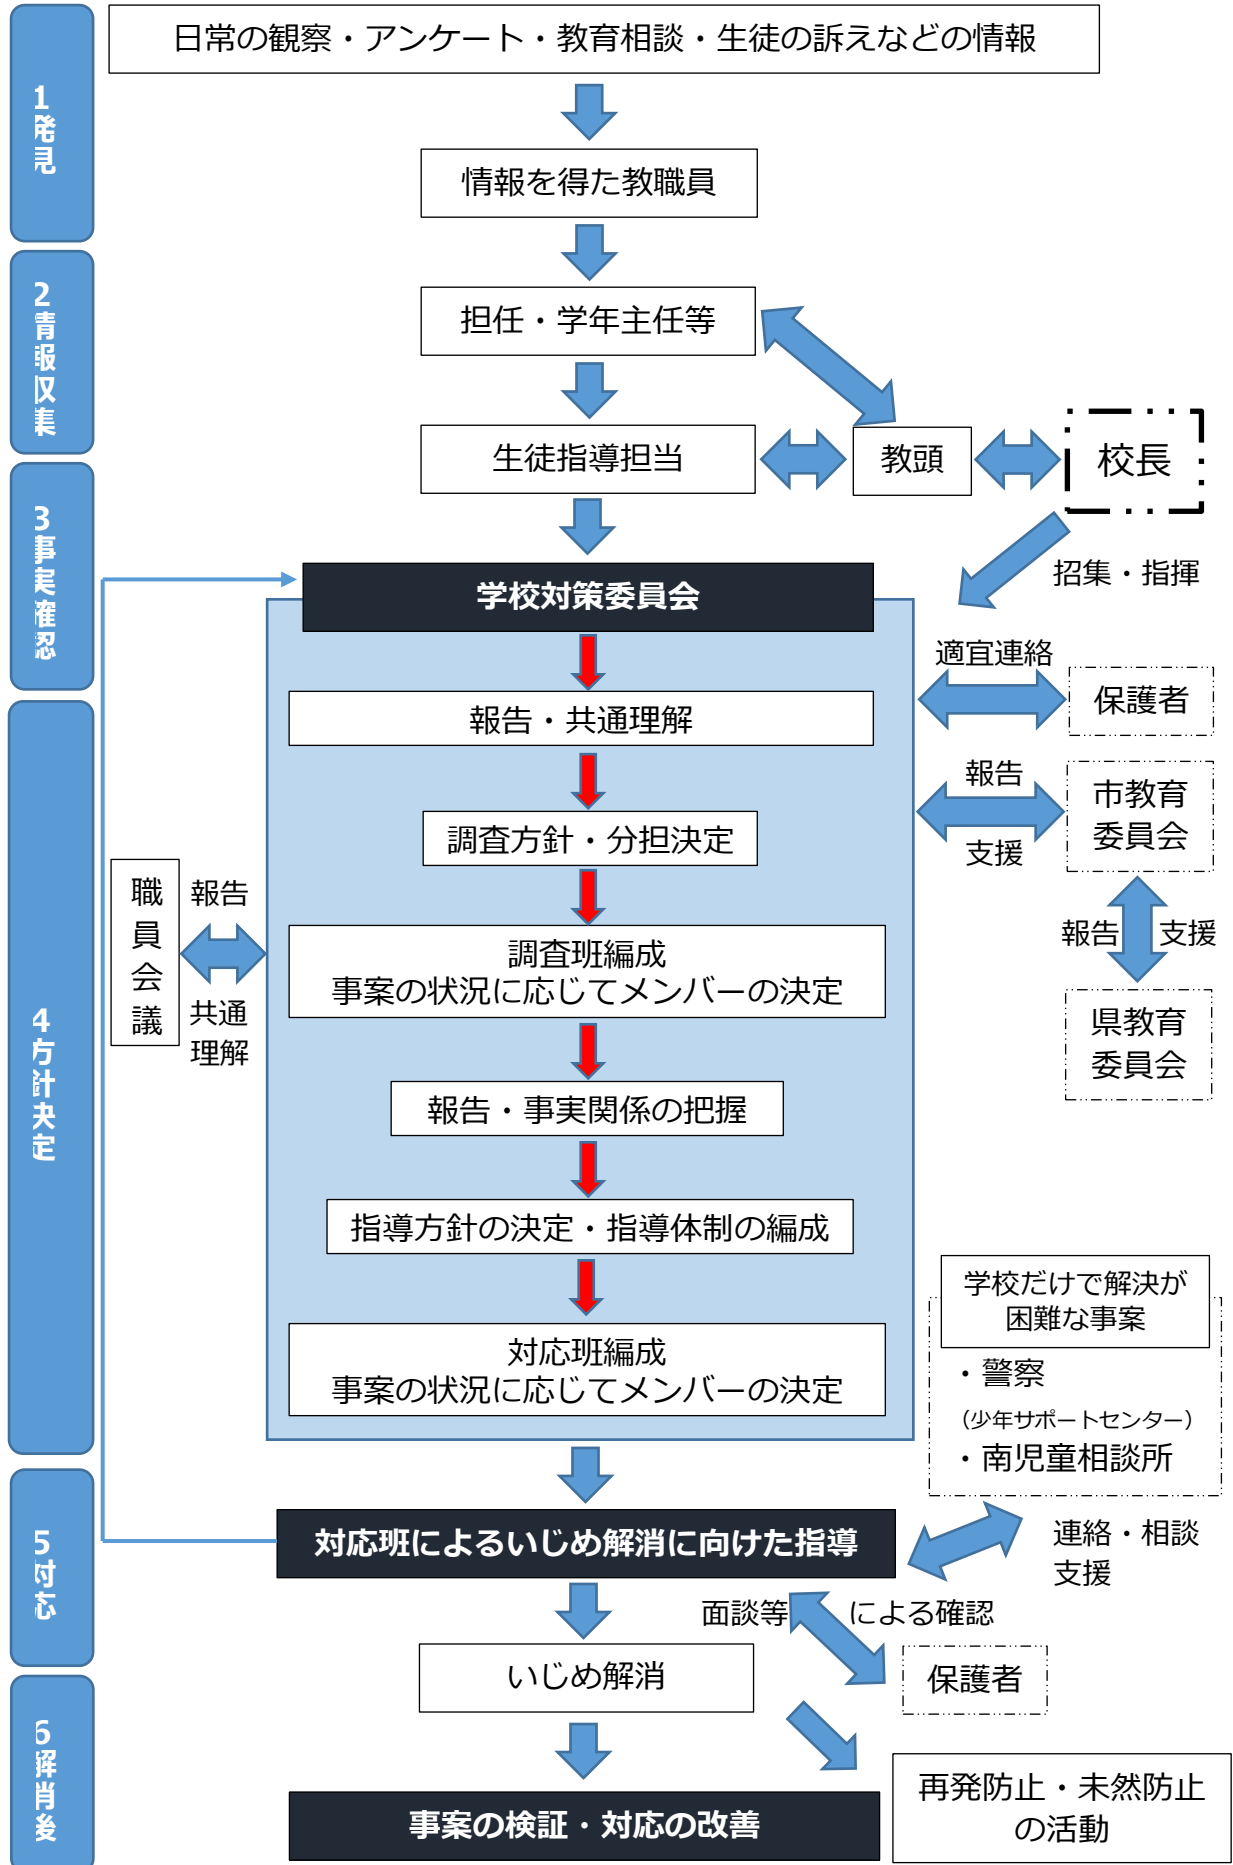 日常の観察・アンケート・教育相談・生徒の訴えなどの情報
1発見
情報を得た教職員
2情報収集
担任・学年主任等
生徒指導担当
教頭
校長
3事実確認
招集・指揮
学校対策委員会
適宜連絡
保護者
報告・共通理解
報告
支援
市教育
委員会
調査方針・分担決定
4方針決定
職員会議
報告
共通
理解
報告
支援
調査班編成
事案の状況に応じてメンバーの決定
県教育
委員会
報告・事実関係の把握
指導方針の決定・指導体制の編成
学校だけで解決が
困難な事案
・警察
（少年サポートセンター）
・南児童相談所
対応班編成
事案の状況に応じてメンバーの決定
5対応
対応班によるいじめ解消に向けた指導
連絡・相談
支援
面談等による確認
いじめ解消
保護者
6解消後
事案の検証・対応の改善
再発防止・未然防止
の活動